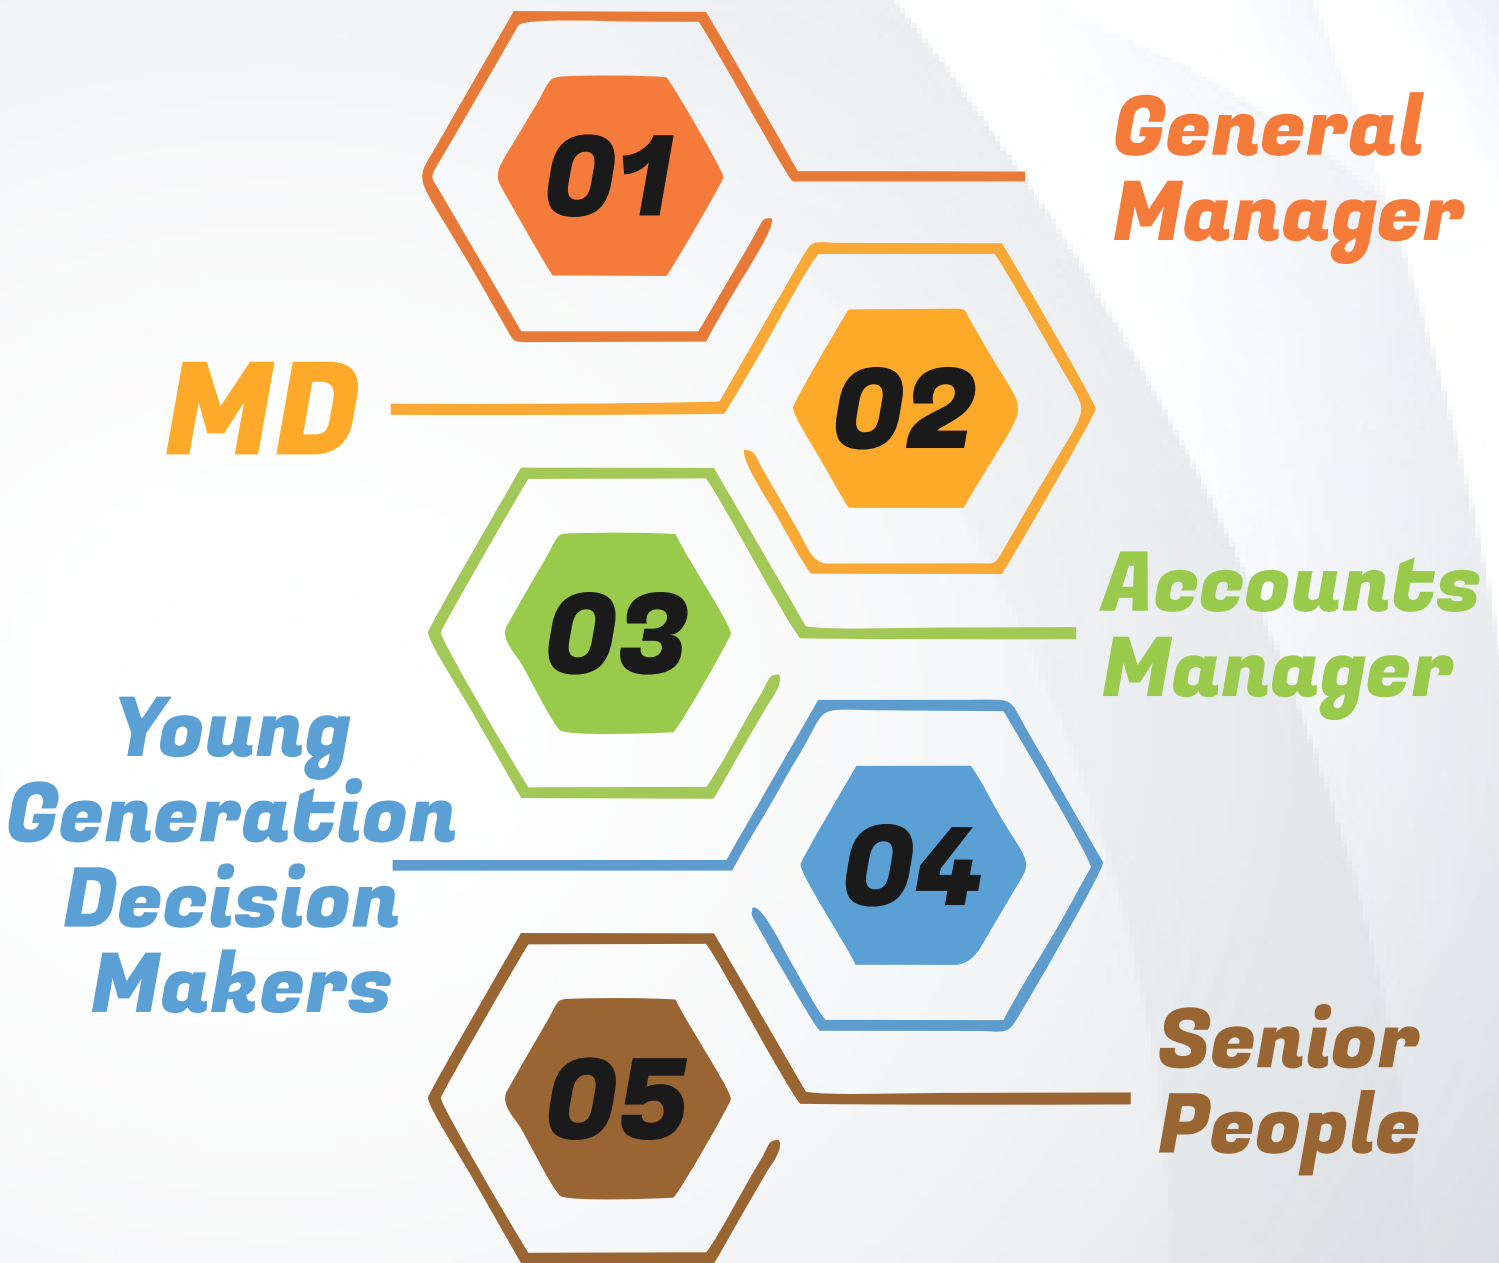 01
General
Manager
MD
02
03
Accounts
Manager
Young
Generation
Decision
Makers
04
05
Senior
People